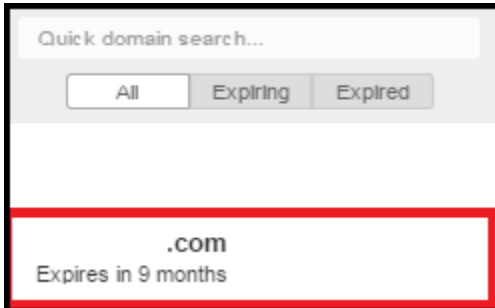 Quick domain search...
All Expiring Expired
.com
Expires in 9 months